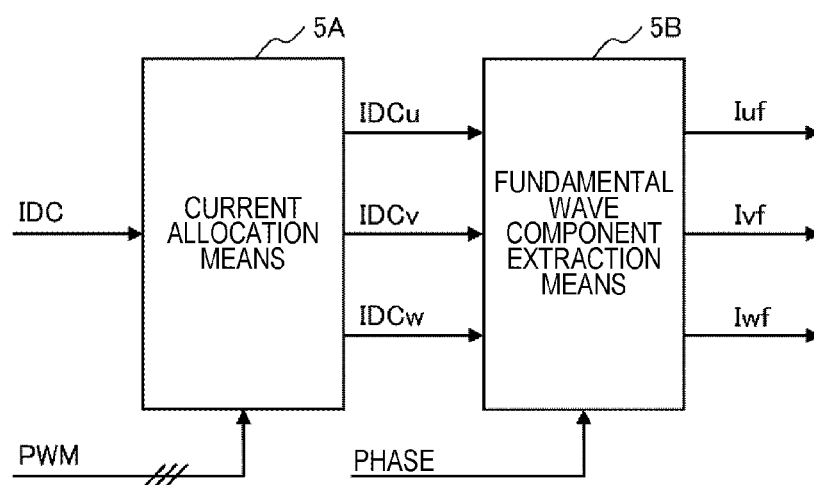 5A
5B
IDC
CURRENT
ALLOCATION
MEANS
IDCu
IDCv
IDCw
FUNDAMENTAL
WAVE
COMPONENT
EXTRACTION
MEANS
Iuf
Ivf
Iwf
PWM
PHASE